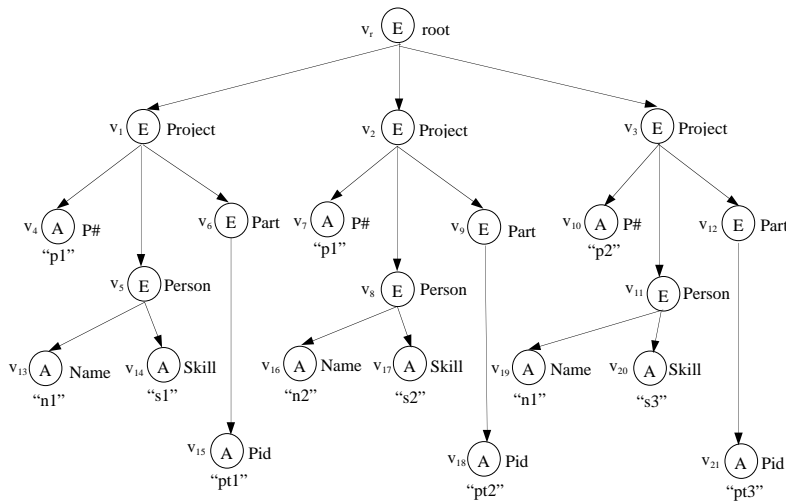 vr E root
v1 E Project v2 E Project v3 E Project
v4 A P# v6 E Part v7 A P# v9 E Part v10 A P# v12 E Part
“p1” “p1” “p2”
v5 E Person v8 E Person v11 E Person
v13 A Name v14 A Skill v16 A Name v17 A Skill v19 A Name v20 A Skill
“n1” “s1” “n2” “s2” “n1” “s3”
v15 A Pid v18 A Pid v21 A Pid
“pt1” “pt2” “pt3”